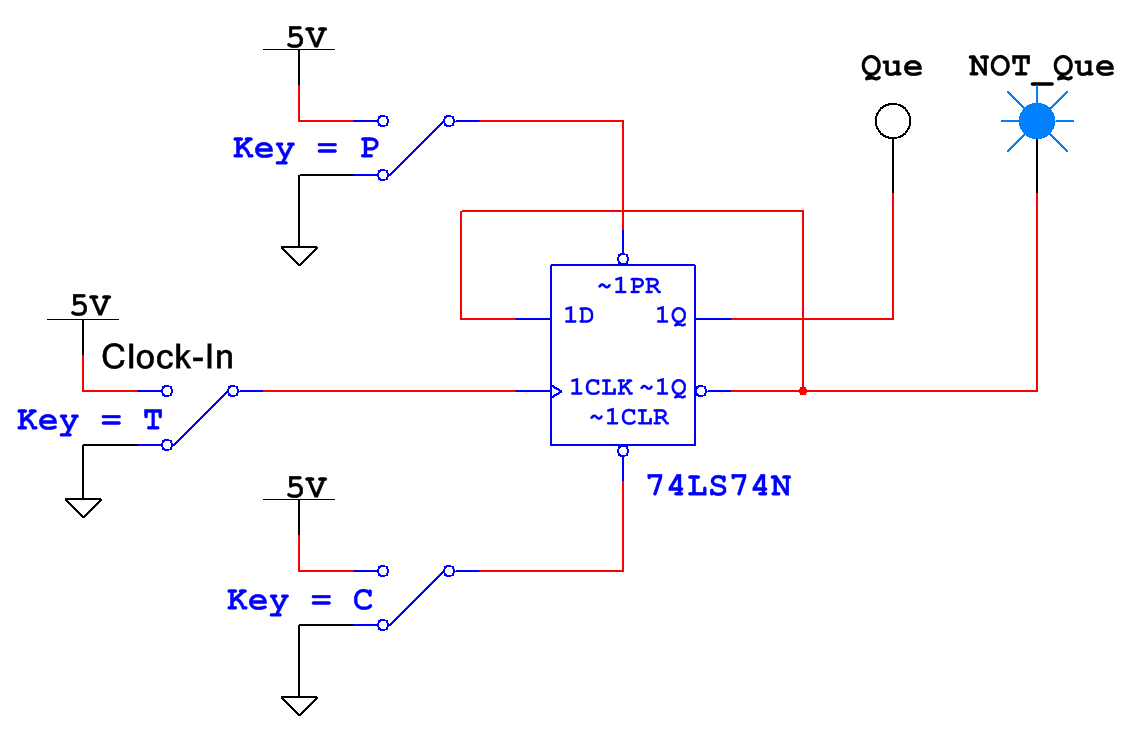 5V
Que
NOT_Que
Key = P
~1PR
5V
1D
1Q
Clock-In
1CLK
~1Q
Key = T
~1CLR
5V
74LS74N
Key = C